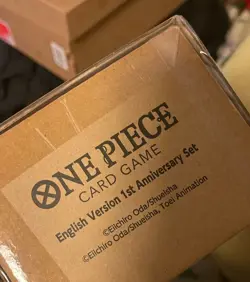 ONE PIECE
CARD GAME
English Version 1st Anniversary Set
©Eiichiro Oda/Shueisha
©Eiichiro Oda/Shueisha, Toei Animation